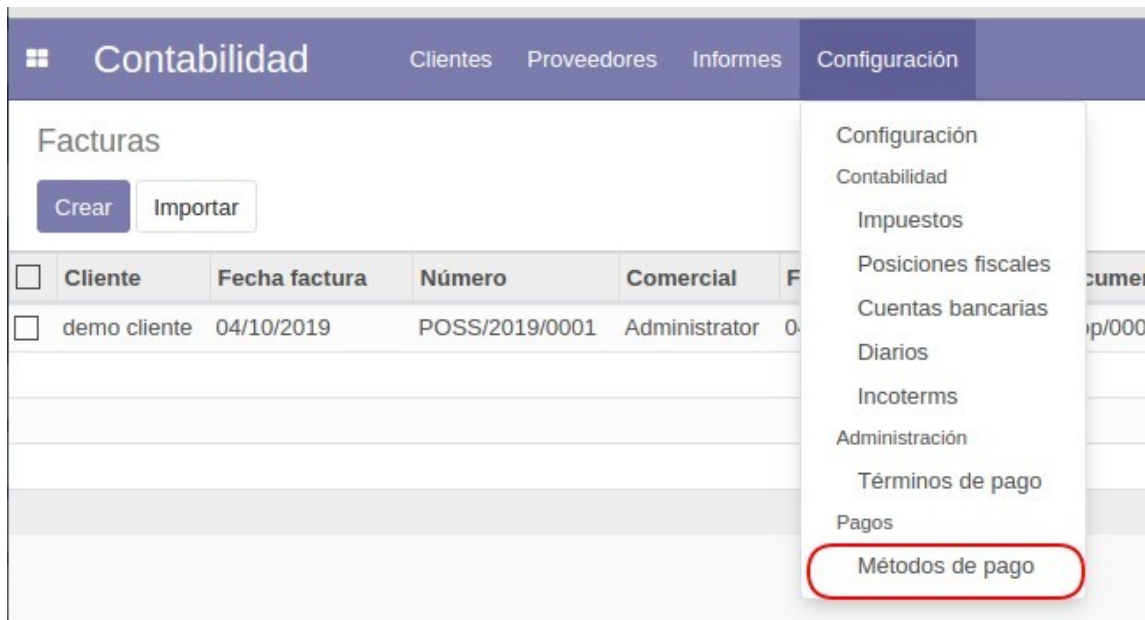 Contabilidad Clientes Proveedores Informes Configuración
Facturas
Crear Importar
Cliente Fecha factura Número Comercial
demo cliente 04/10/2019 POSS/2019/0001 Administrator
Configuración
Contabilidad
Impuestos
Posiciones fiscales
Cuentas bancarias
Diarios
Incoterms
Administración
Términos de pago
Pagos
Métodos de pago